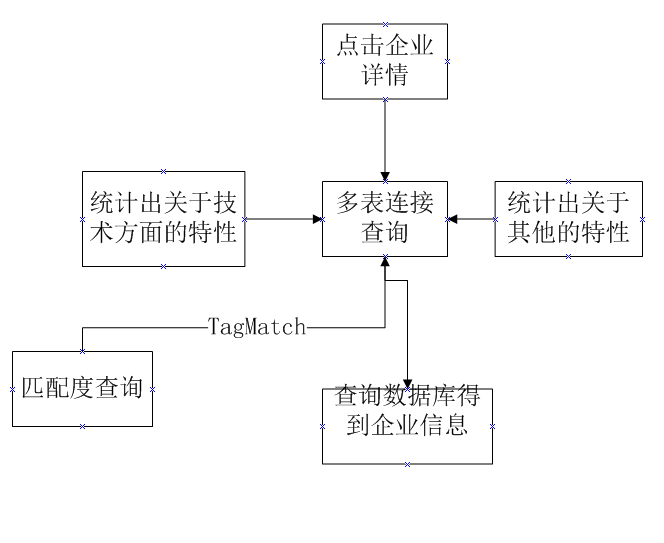 点击企业
详情
统计出关于技
术方面的特性
多表连接
查询
统计出关于
其他的特性
TagMatch
匹配度查询
查询数据库得
到企业信息